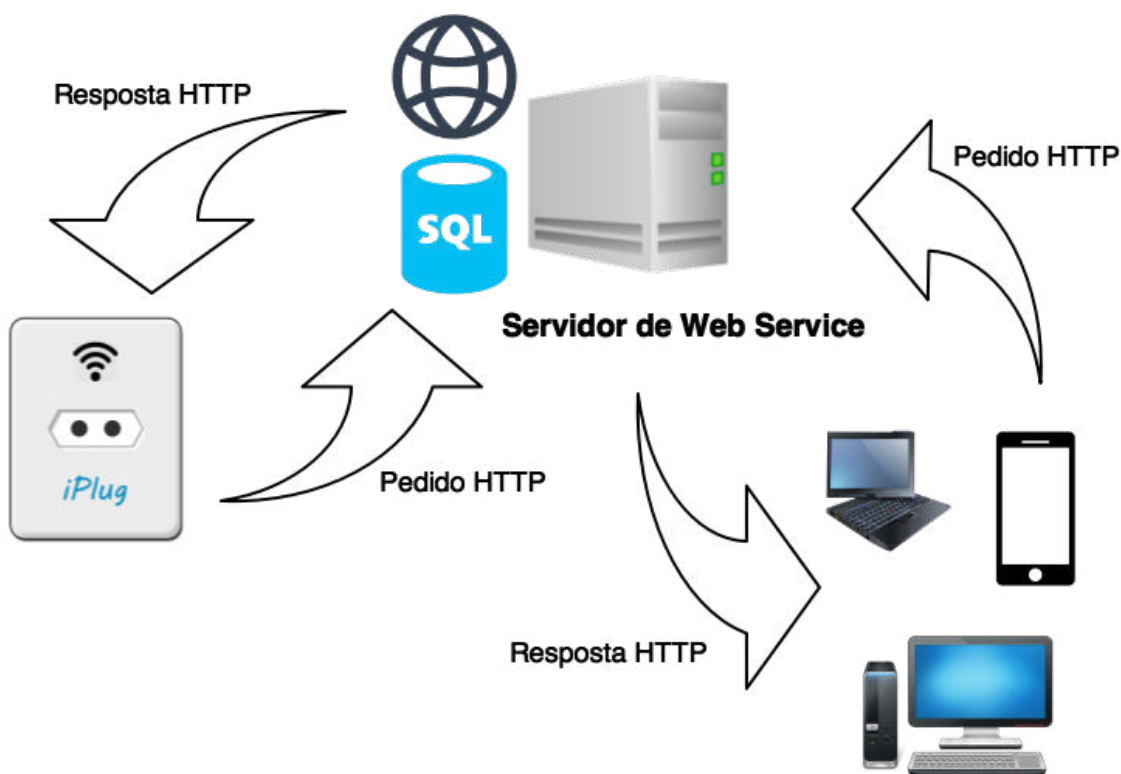 Resposta HTTP
Pedido HTTP
SQL
Servidor de Web Service
iPlug
Pedido HTTP
Resposta HTTP